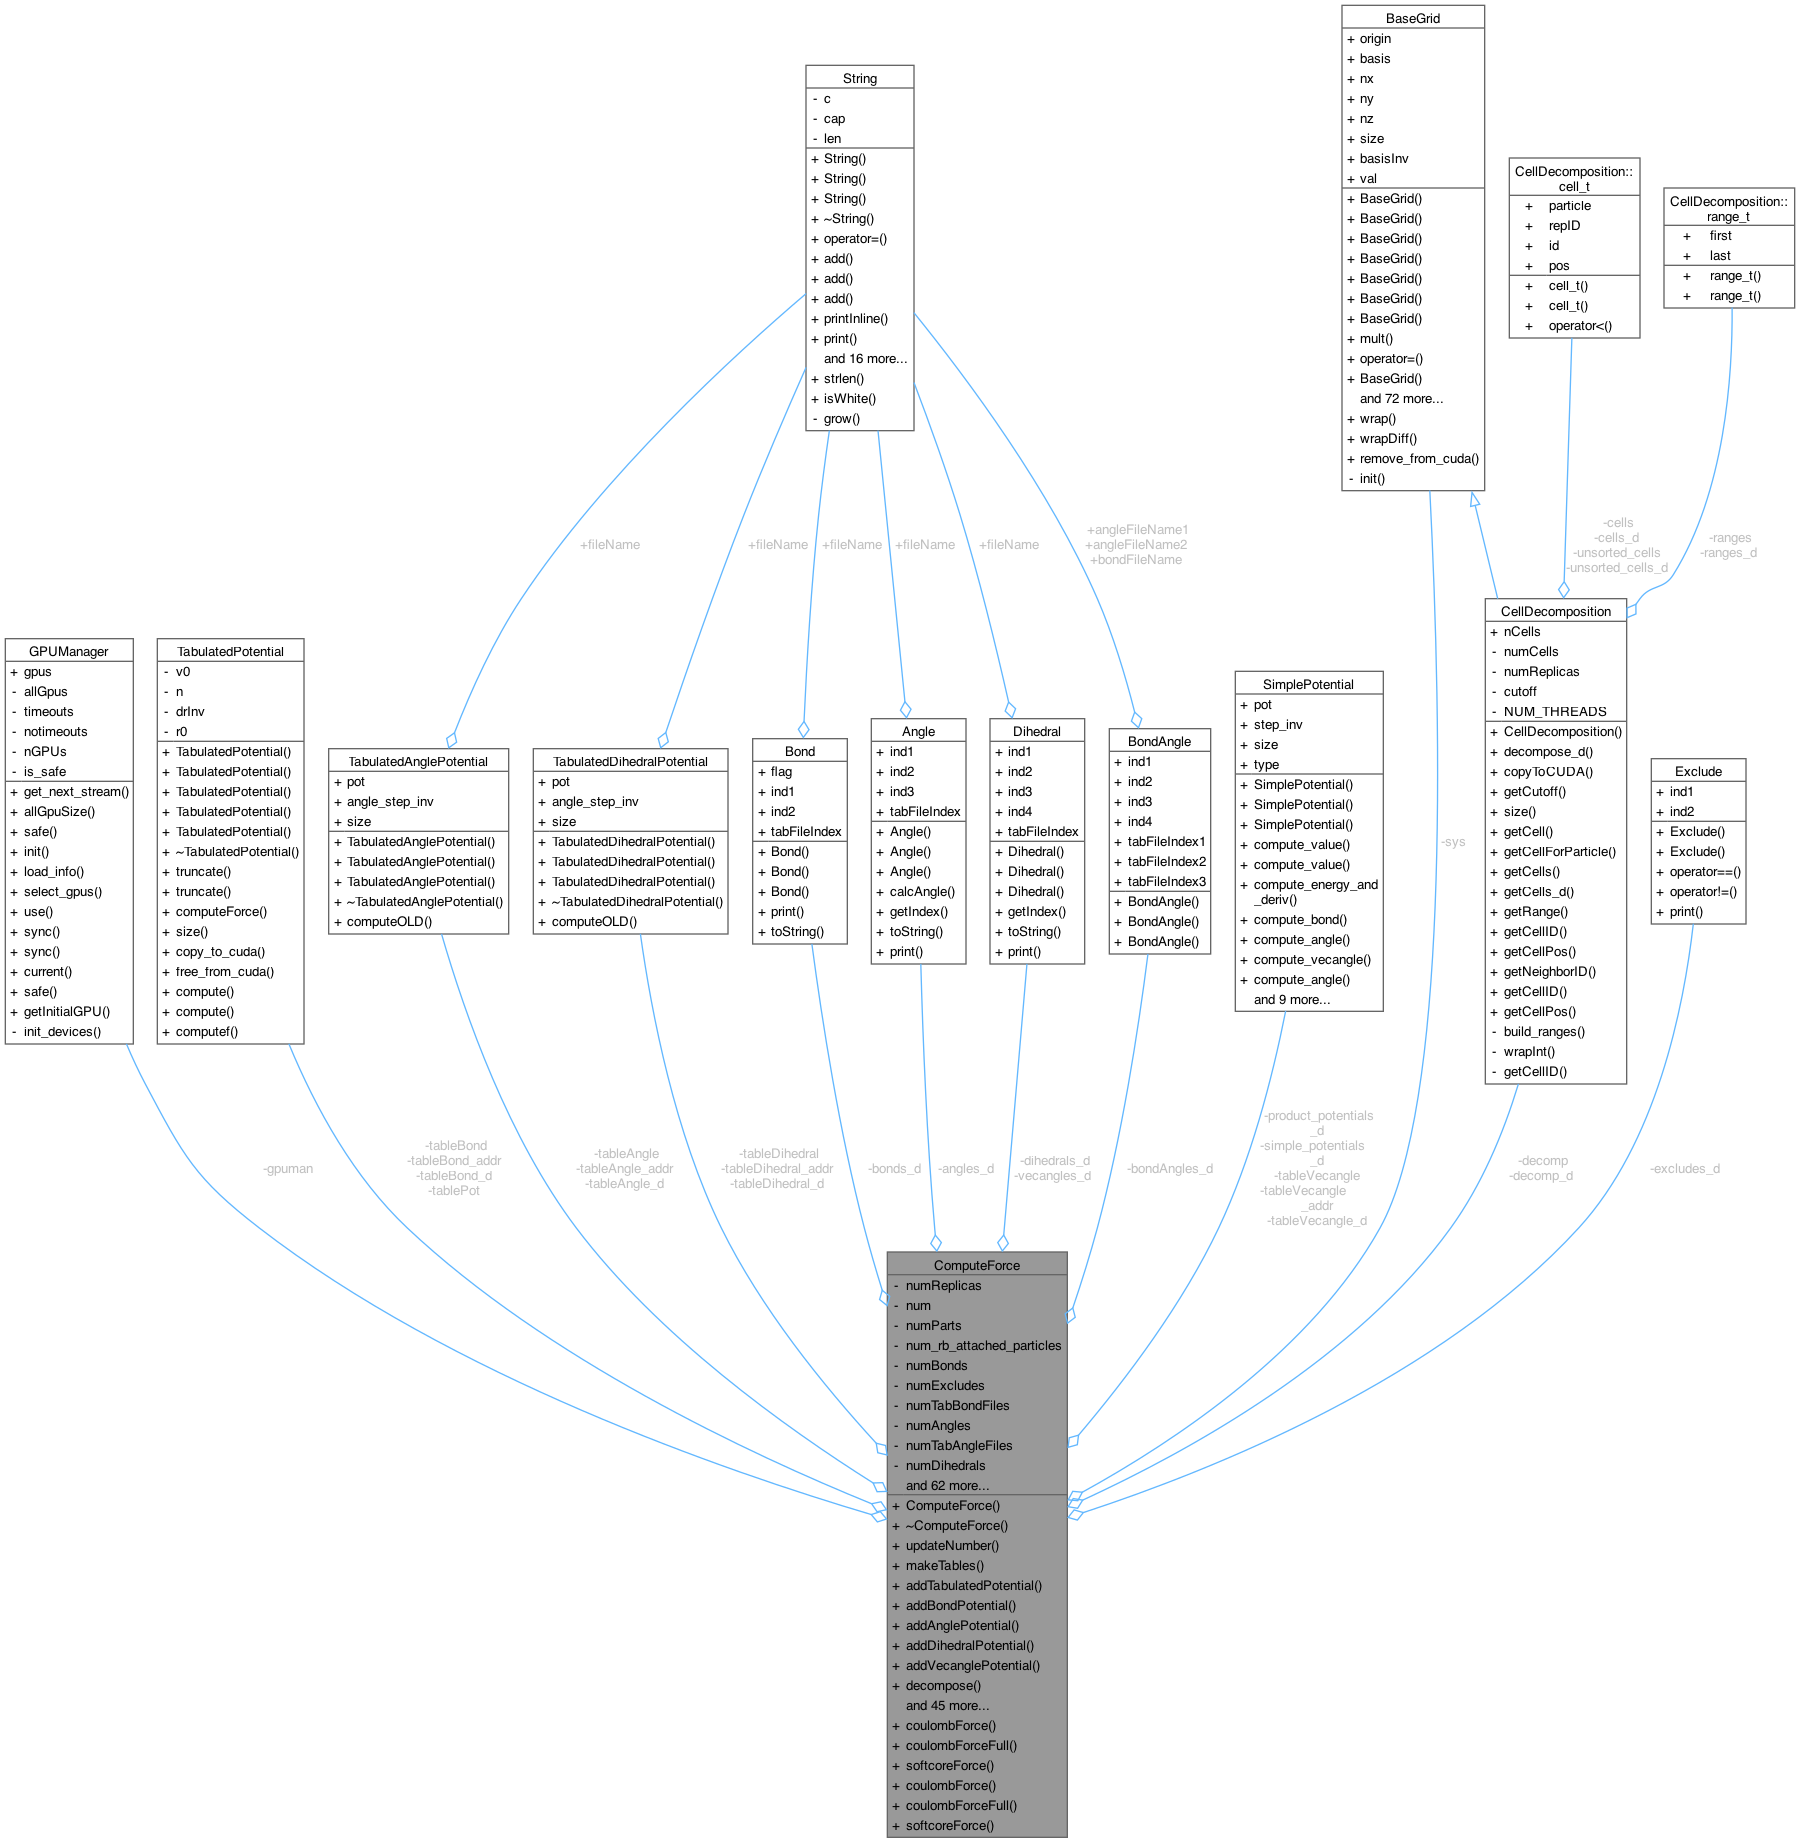 BaseGrid
+ origin
+ basis
+ nx
+ ny
+ nz
+ size
+ basisInv
+ val
+ BaseGrid()
+ BaseGrid()
+ BaseGrid()
+ BaseGrid()
+ BaseGrid()
+ BaseGrid()
+ BaseGrid()
+ mult()
+ operator=()
+ BaseGrid()
and 72 more...
+ wrap()
+ wrapDiff()
+ remove_from_cuda()
- init()
String
- c
- cap
- len
+ String()
+ String()
+ String()
+ ~String()
+ operator=()
+ add()
+ add()
+ add()
+ printInline()
+ print()
and 16 more...
+ strlen()
+ isWhite()
- grow()
CellDecomposition::
cell_t
+ particle
+ repID
+ id
+ pos
+ cell_t()
+ cell_t()
+ operator<()
CellDecomposition::
range_t
+ first
+ last
+ range_t()
+ range_t()
+fileName
+fileName
+fileName
+fileName
+fileName
+angleFileName1
+angleFileName2
+bondFileName
-cells
-cells_d
-unsorted_cells
-unsorted_cells_d
-ranges
-ranges_d
GPUManager
+ gpus
- allGpus
- timeouts
- notimeouts
- nGPUs
- is_safe
+ get_next_stream()
+ allGpuSize()
+ safe()
+ init()
+ load_info()
+ select_gpus()
+ use()
+ sync()
+ sync()
+ current()
+ safe()
+ getInitialGPU()
- init_devices()
TabulatedPotential
- v0
- n
- drInv
- r0
+ TabulatedPotential()
+ TabulatedPotential()
+ TabulatedPotential()
+ TabulatedPotential()
+ TabulatedPotential()
+ ~TabulatedPotential()
+ truncate()
+ truncate()
+ computeForce()
+ size()
+ copy_to_cuda()
+ free_from_cuda()
+ compute()
+ compute()
+ computef()
TabulatedAnglePotential
+ pot
+ angle_step_inv
+ size
+ TabulatedAnglePotential()
+ TabulatedAnglePotential()
+ TabulatedAnglePotential()
+ ~TabulatedAnglePotential()
+ computeOLD()
TabulatedDihedralPotential
+ pot
+ angle_step_inv
+ size
+ TabulatedDihedralPotential()
+ TabulatedDihedralPotential()
+ TabulatedDihedralPotential()
+ ~TabulatedDihedralPotential()
+ computeOLD()
Bond
+ flag
+ ind1
+ ind2
+ tabFileIndex
+ Bond()
+ Bond()
+ Bond()
+ print()
+ toString()
Angle
+ ind1
+ ind2
+ ind3
+ tabFileIndex
+ Angle()
+ Angle()
+ Angle()
+ calcAngle()
+ getIndex()
+ toString()
+ print()
Dihedral
+ ind1
+ ind2
+ ind3
+ ind4
+ tabFileIndex
+ Dihedral()
+ Dihedral()
+ Dihedral()
+ getIndex()
+ toString()
+ print()
BondAngle
+ ind1
+ ind2
+ ind3
+ ind4
+ tabFileIndex1
+ tabFileIndex2
+ tabFileIndex3
+ BondAngle()
+ BondAngle()
+ BondAngle()
SimplePotential
+ pot
+ step_inv
+ size
+ type
+ SimplePotential()
+ SimplePotential()
+ SimplePotential()
+ compute_value()
+ compute_value()
+ compute_energy_and
_deriv()
+ compute_bond()
+ compute_angle()
+ compute_vecangle()
+ compute_angle()
and 9 more...
-sys
CellDecomposition
+ nCells
- numCells
- numReplicas
- cutoff
- NUM_THREADS
+ CellDecomposition()
+ decompose_d()
+ copyToCUDA()
+ getCutoff()
+ size()
+ getCell()
+ getCellForParticle()
+ getCells()
+ getCells_d()
+ getRange()
+ getCellID()
+ getCellPos()
+ getNeighborID()
+ getCellID()
+ getCellPos()
- build_ranges()
- wrapInt()
- getCellID()
Exclude
+ ind1
+ ind2
+ Exclude()
+ Exclude()
+ operator==()
+ operator!=()
+ print()
-gpuman
-tableBond
-tableBond_addr
-tableBond_d
-tablePot
-tableAngle
-tableAngle_addr
-tableAngle_d
-tableDihedral
-tableDihedral_addr
-tableDihedral_d
-bonds_d
-angles_d
-dihedrals_d
-vecangles_d
-bondAngles_d
-product_potentials
_d
-simple_potentials
_d
-tableVecangle
-tableVecangle
_addr
-tableVecangle_d
-decomp
-decomp_d
-excludes_d
ComputeForce
- numReplicas
- num
- numParts
- num_rb_attached_particles
- numBonds
- numExcludes
- numTabBondFiles
- numAngles
- numTabAngleFiles
- numDihedrals
and 62 more...
+ ComputeForce()
+ ~ComputeForce()
+ updateNumber()
+ makeTables()
+ addTabulatedPotential()
+ addBondPotential()
+ addAnglePotential()
+ addDihedralPotential()
+ addVecanglePotential()
+ decompose()
and 45 more...
+ coulombForce()
+ coulombForceFull()
+ softcoreForce()
+ coulombForce()
+ coulombForceFull()
+ softcoreForce()